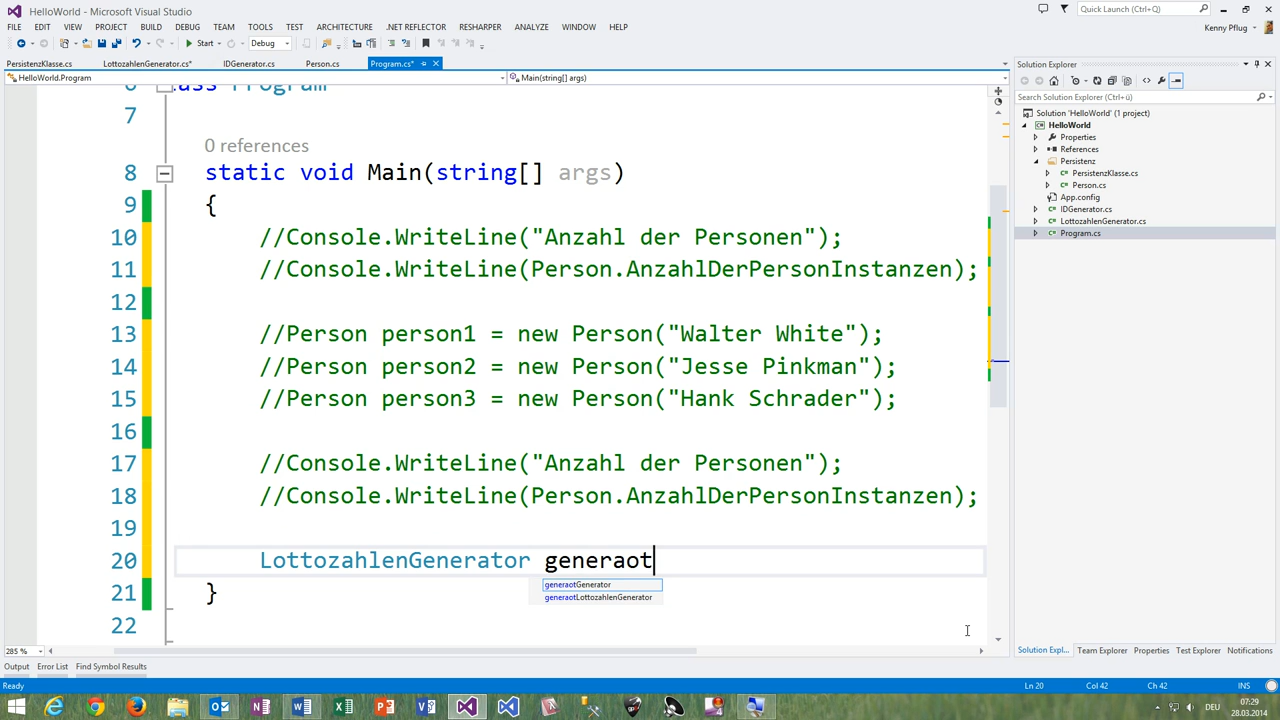 HelloWorld - Microsoft Visual Studio
Quick Launch (Ctrl+Q)
FILE EDIT VIEW PROJECT BUILD DEBUG TEAM TOOLS TEST ARCHITECTURE .NET REFLECTOR RESHARPER ANALYZE WINDOW HELP
Kenny Pflug
Start Debug
PersistenzKlasse.cs LottozahlenGenerator.cs* IDGenerator.cs Person.cs Program.cs*
HelloWorld.Program Main(string[] args)
Solution Explorer
Search Solution Explorer (Ctrl+ü)
Solution 'HelloWorld' (1 project)
HelloWorld
Properties
References
Persistenz
PersistenzKlasse.cs
Person.cs
App.config
IDGenerator.cs
LottozahlenGenerator.cs
Program.cs
7
0 references
8 static void Main(string[] args)
9 {
10 //Console.WriteLine("Anzahl der Personen");
11 //Console.WriteLine(Person.AnzahlDerPersonInstanzen);
12
13 //Person person1 = new Person("Walter White");
14 //Person person2 = new Person("Jesse Pinkman");
15 //Person person3 = new Person("Hank Schrader");
16
17 //Console.WriteLine("Anzahl der Personen");
18 //Console.WriteLine(Person.AnzahlDerPersonInstanzen);
19
20 LottozahlenGenerator generaot
generaotGenerator
generaotLottozahlenGenerator
21 }
22
285 %
Solution Expl... Team Explorer Properties Test Explorer Notifications
Output Error List Find Symbol Results
Ready Ln 20 Col 42 Ch 42 INS
DEU
07:29
28.03.2014